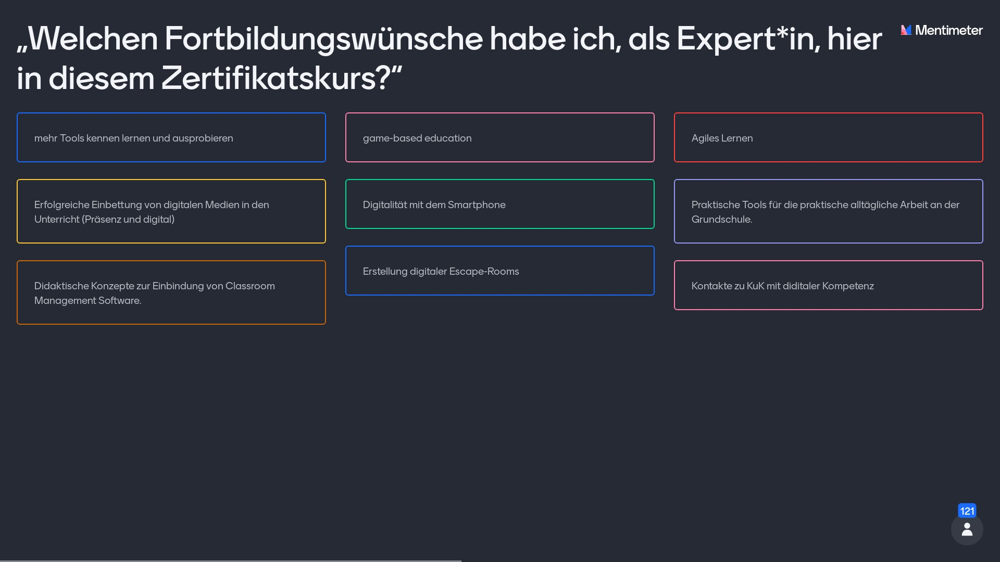 „Welchen Fortbildungswünsche habe ich, als Expert*in, hier
in diesem Zertifikatskurs?“
Mentimeter
mehr Tools kennen lernen und ausprobieren
game-based education
Agiles Lernen
Erfolgreiche Einbettung von digitalen Medien in den
Unterricht (Präsenz und digital)
Digitalität mit dem Smartphone
Praktische Tools für die praktische alltägliche Arbeit an der
Grundschule.
Didaktische Konzepte zur Einbindung von Classroom
Management Software.
Erstellung digitaler Escape-Rooms
Kontakte zu KuK mit diditaler Kompetenz
121